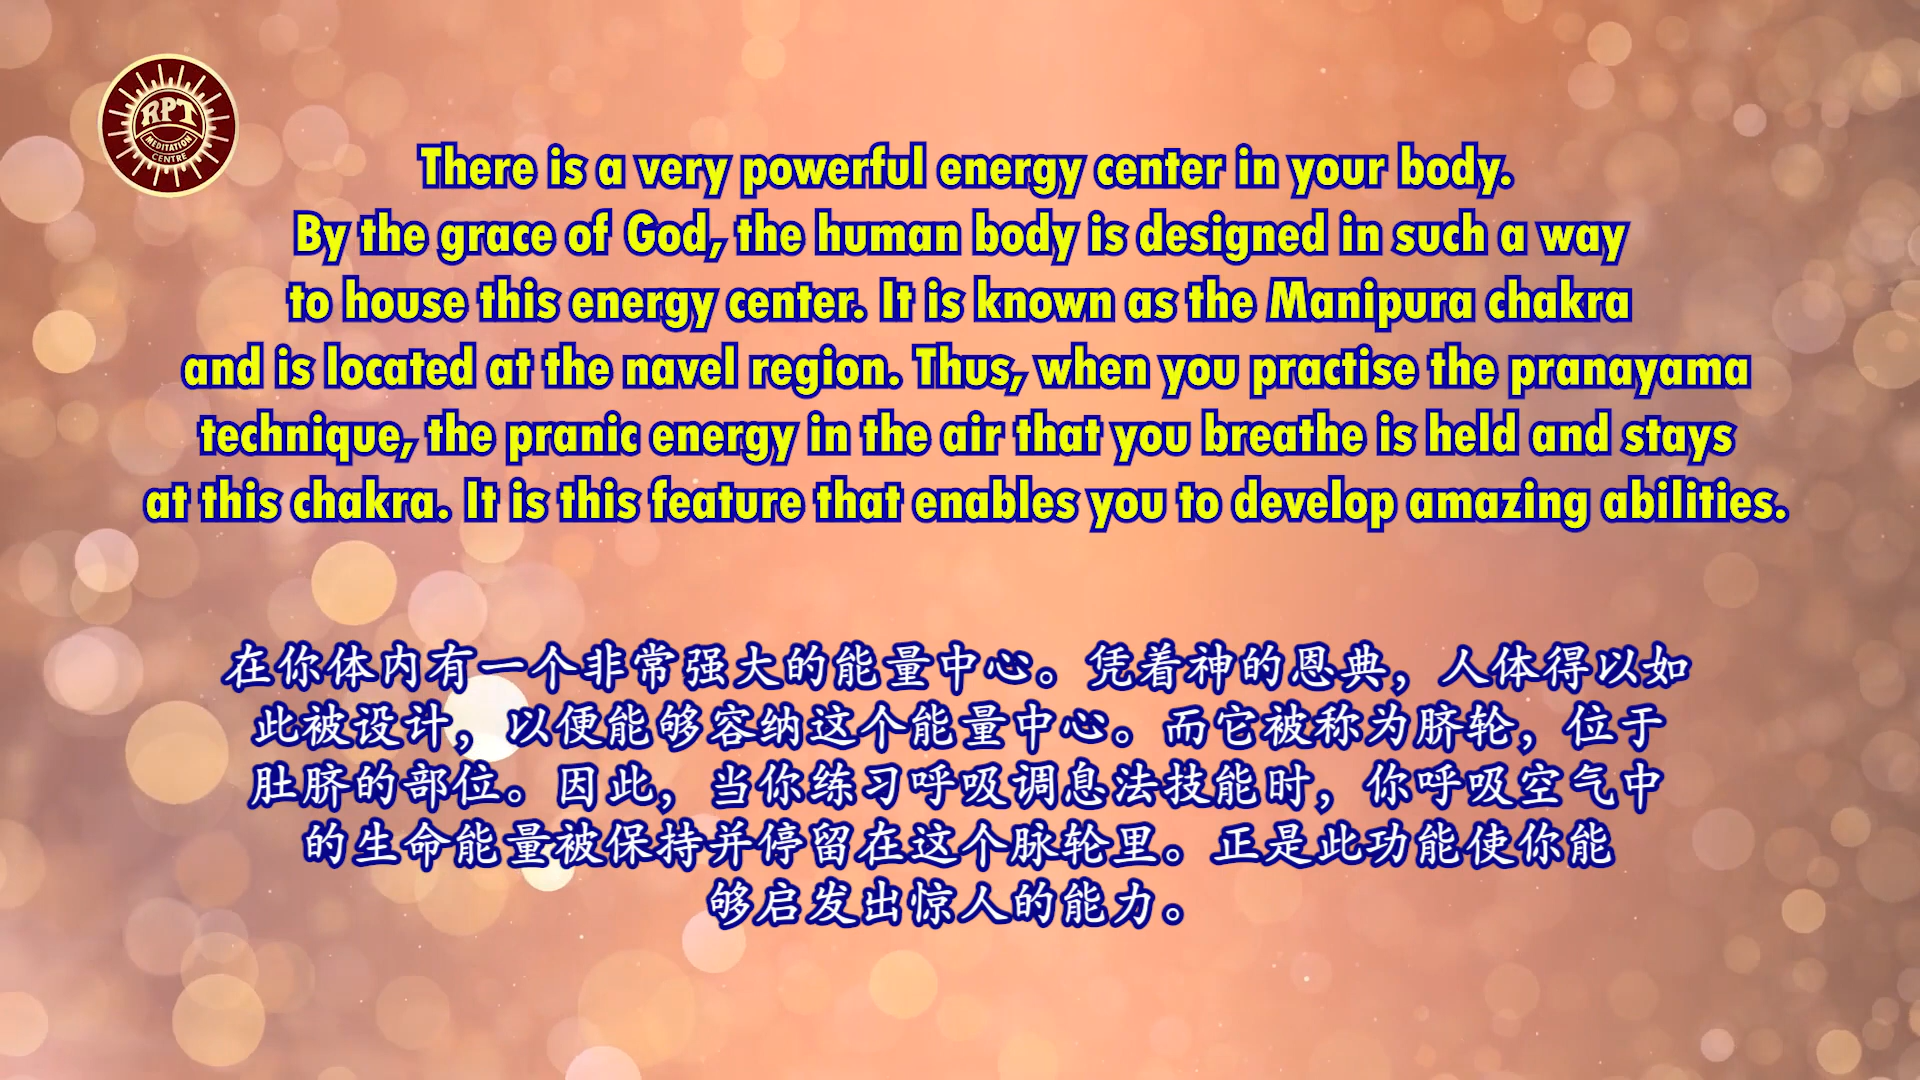 RPT
MEDITATION
CENTRE
There is a very powerful energy center in your body.
By the grace of God, the human body is designed in such a way
to house this energy center. It is known as the Manipura chakra
and is located at the navel region. Thus, when you practise the pranayama
technique, the pranic energy in the air that you breathe is held and stays
at this chakra. It is this feature that enables you to develop amazing abilities.
在你体内有一个非常强大的能量中心。凭着神的恩典，人体得以如
此被设计，以便能够容纳这个能量中心。而它被称为脐轮，位于
肚脐的部位。因此，当你练习呼吸调息法技能时，你呼吸空气中
的生命能量被保持并停留在这个脉轮里。正是此功能使你能
够启发出惊人的能力。